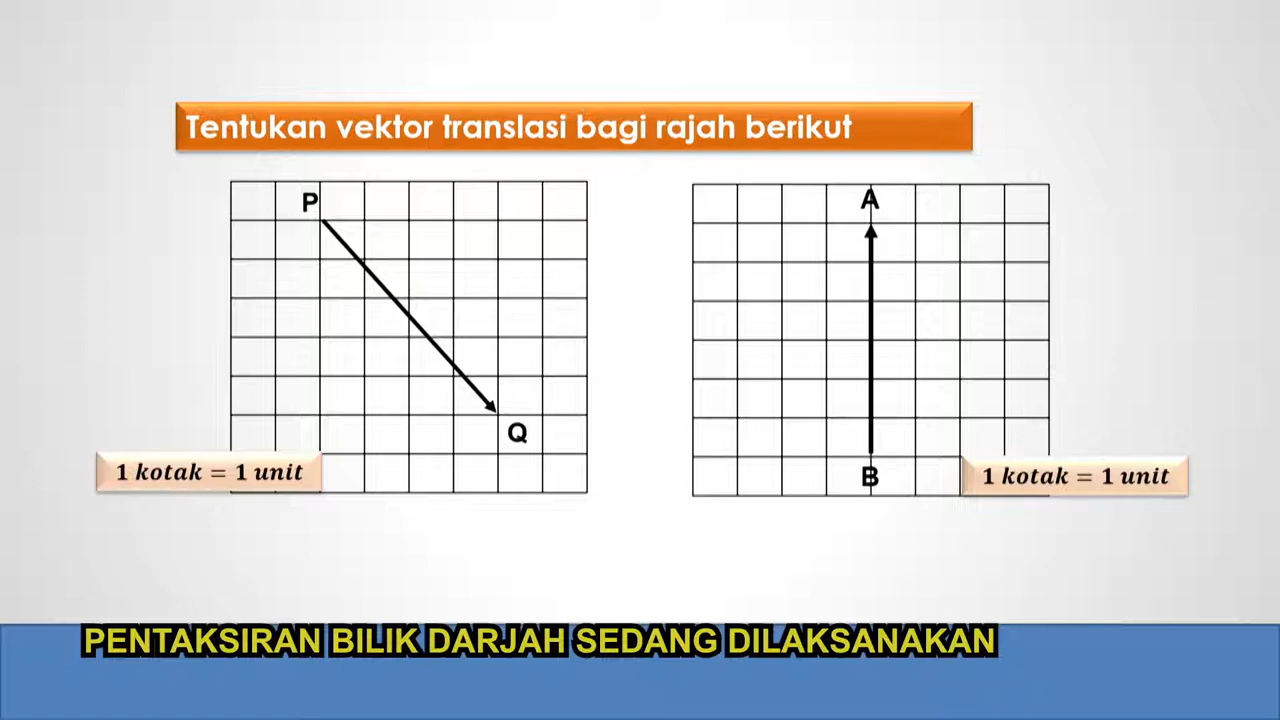 Tentukan vektor translasi bagi rajah berikut
P
Q
1 kotak = 1 unit
A
B
1 kotak = 1 unit
PENTAKSIRAN BILIK DARJAH SEDANG DILAKSANAKAN